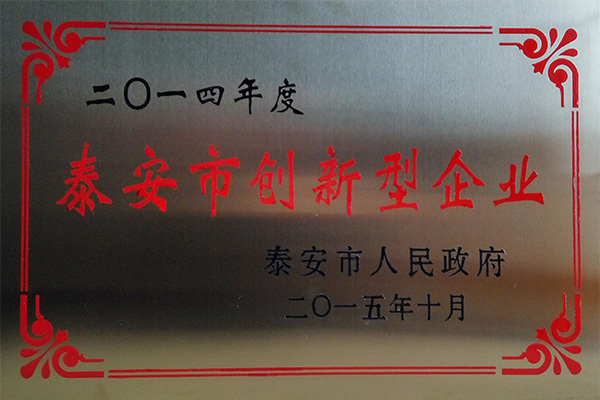 二〇一四年度
泰安市创新型企业
泰安市人民政府
二〇一五年十月